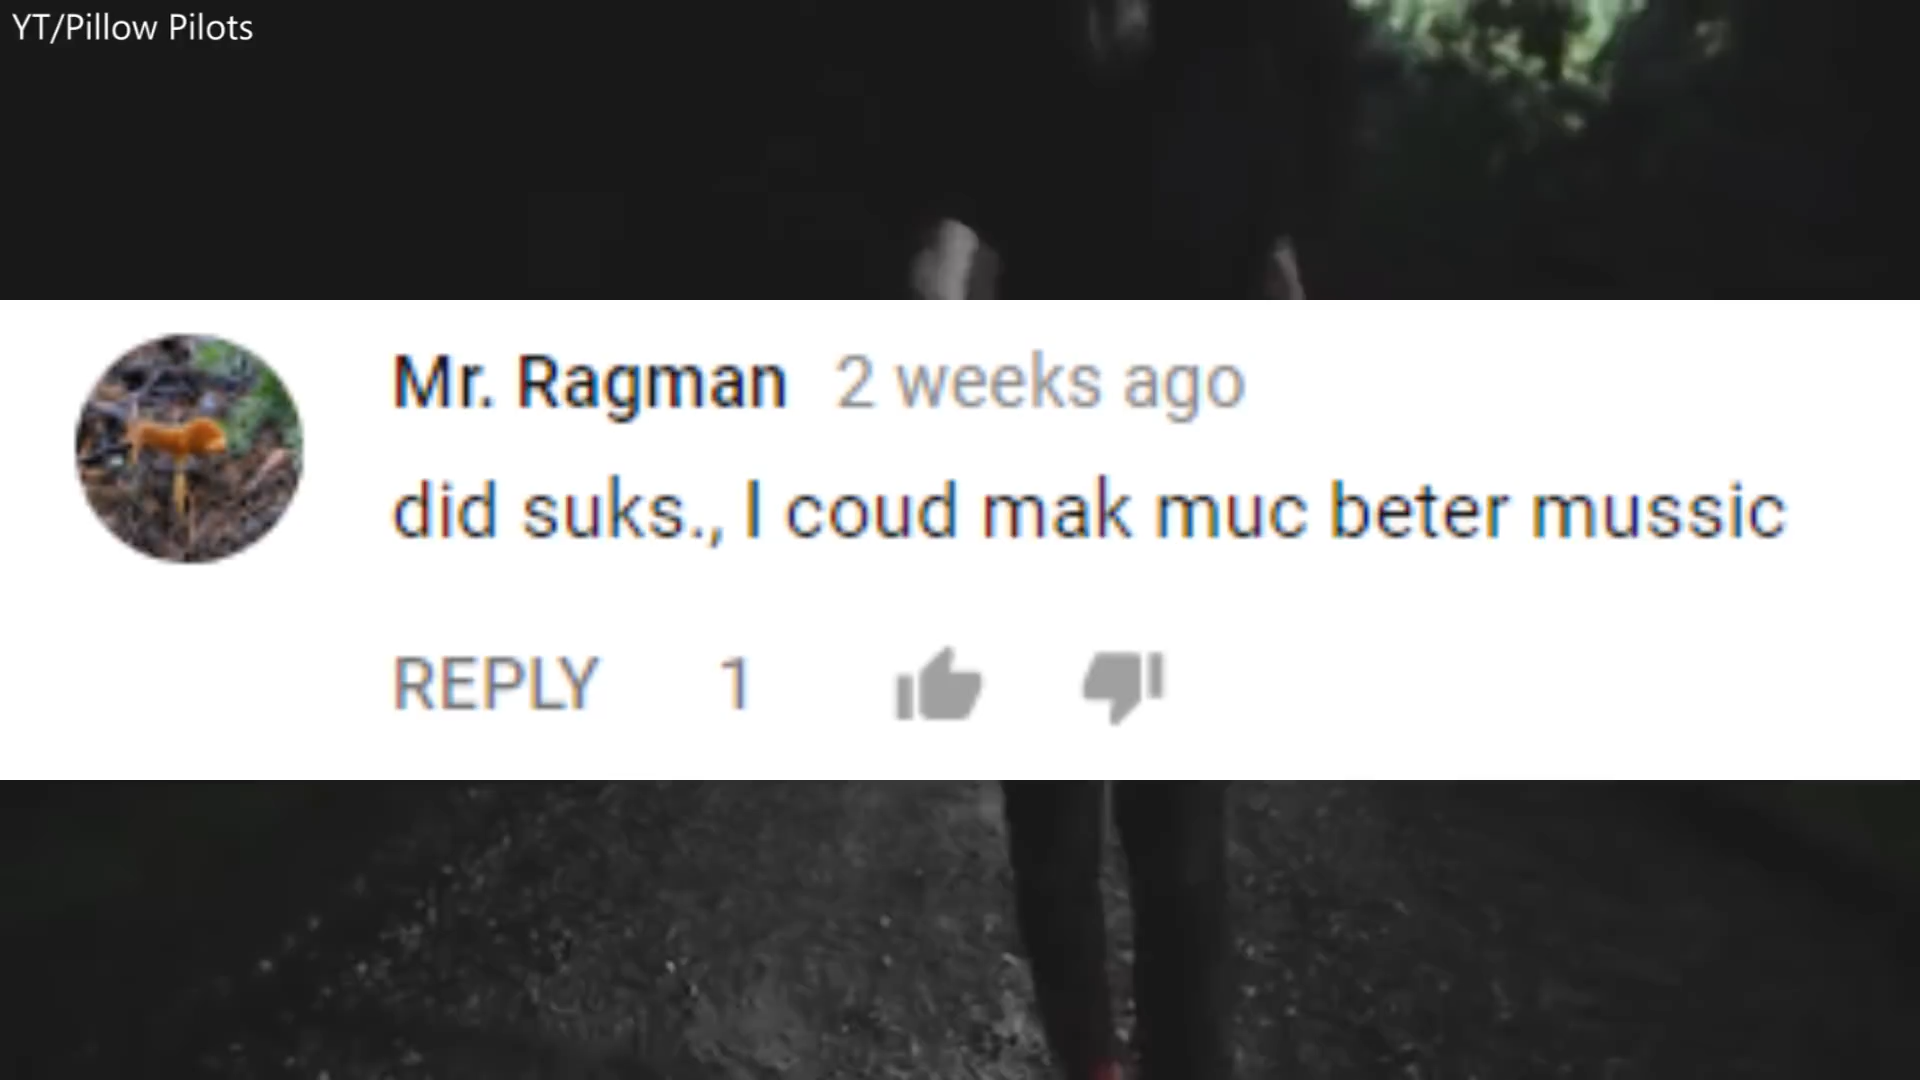 YT/Pillow Pilots
Mr. Ragman 2 weeks ago
did suks., I coud mak muc beter mussic
REPLY 1